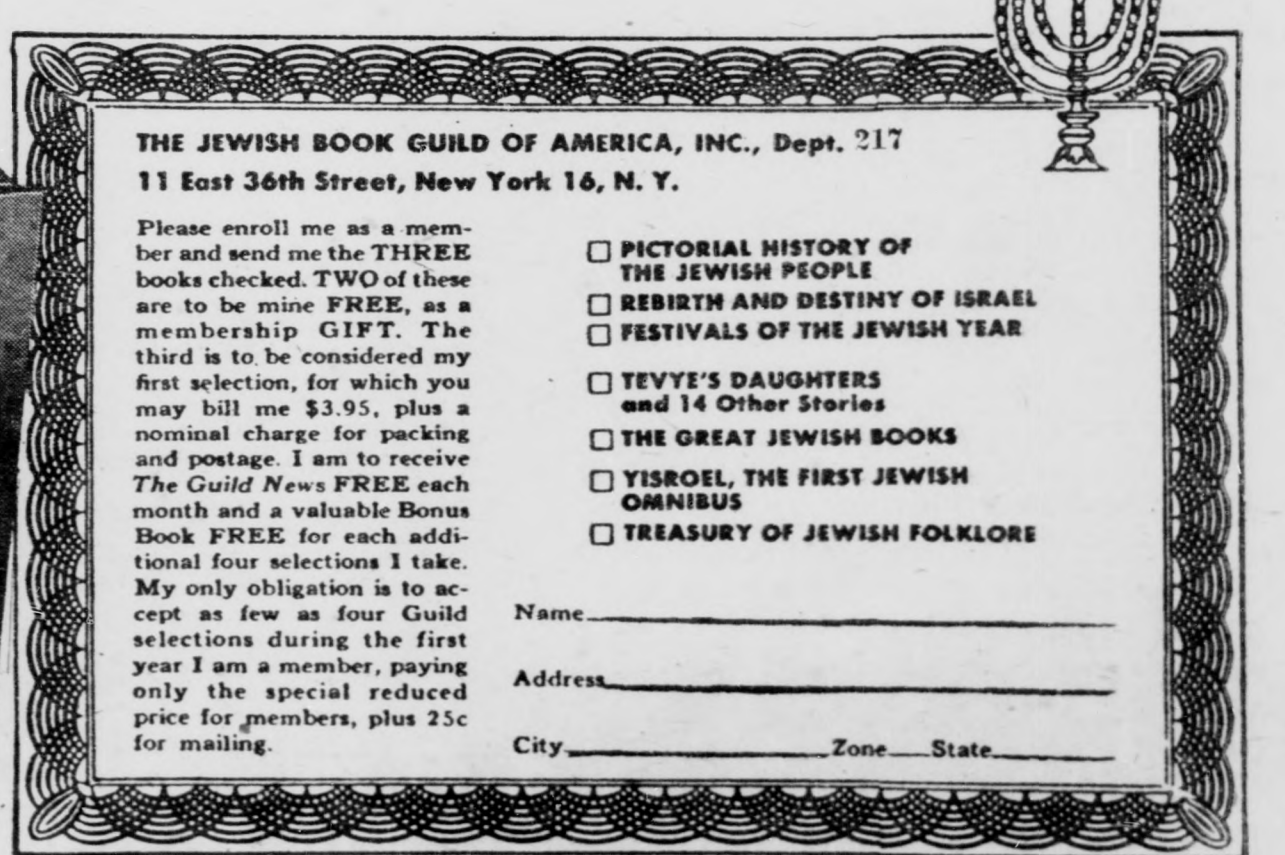 THE JEWISH BOOK GUILD OF AMERICA, INC., Dept. 217
11 East 36th Street, New York 16, N. Y.
Please enroll me as a mem-
ber and send me the THREE
books checked. TWO of these
are to be mine FREE, as a
membership GIFT. The
third is to be considered my
first selection, for which you
may bill me $3.95, plus a
nominal charge for packing
and postage. I am to receive
The Guild News FREE each
month and a valuable Bonus
Book FREE for each addi-
tional four selections I take.
My only obligation is to ac-
cept as few as four Guild
selections during the first
year I am a member, paying
only the special reduced
price for members, plus 25c
for mailing.
PICTORIAL HISTORY OF
THE JEWISH PEOPLE
REBIRTH AND DESTINY OF ISRAEL
FESTIVALS OF THE JEWISH YEAR
TEVYE'S DAUGHTERS
and 14 Other Stories
THE GREAT JEWISH BOOKS
YISROEL, THE FIRST JEWISH
OMNIBUS
TREASURY OF JEWISH FOLKLORE
Name
Address
City Zone State